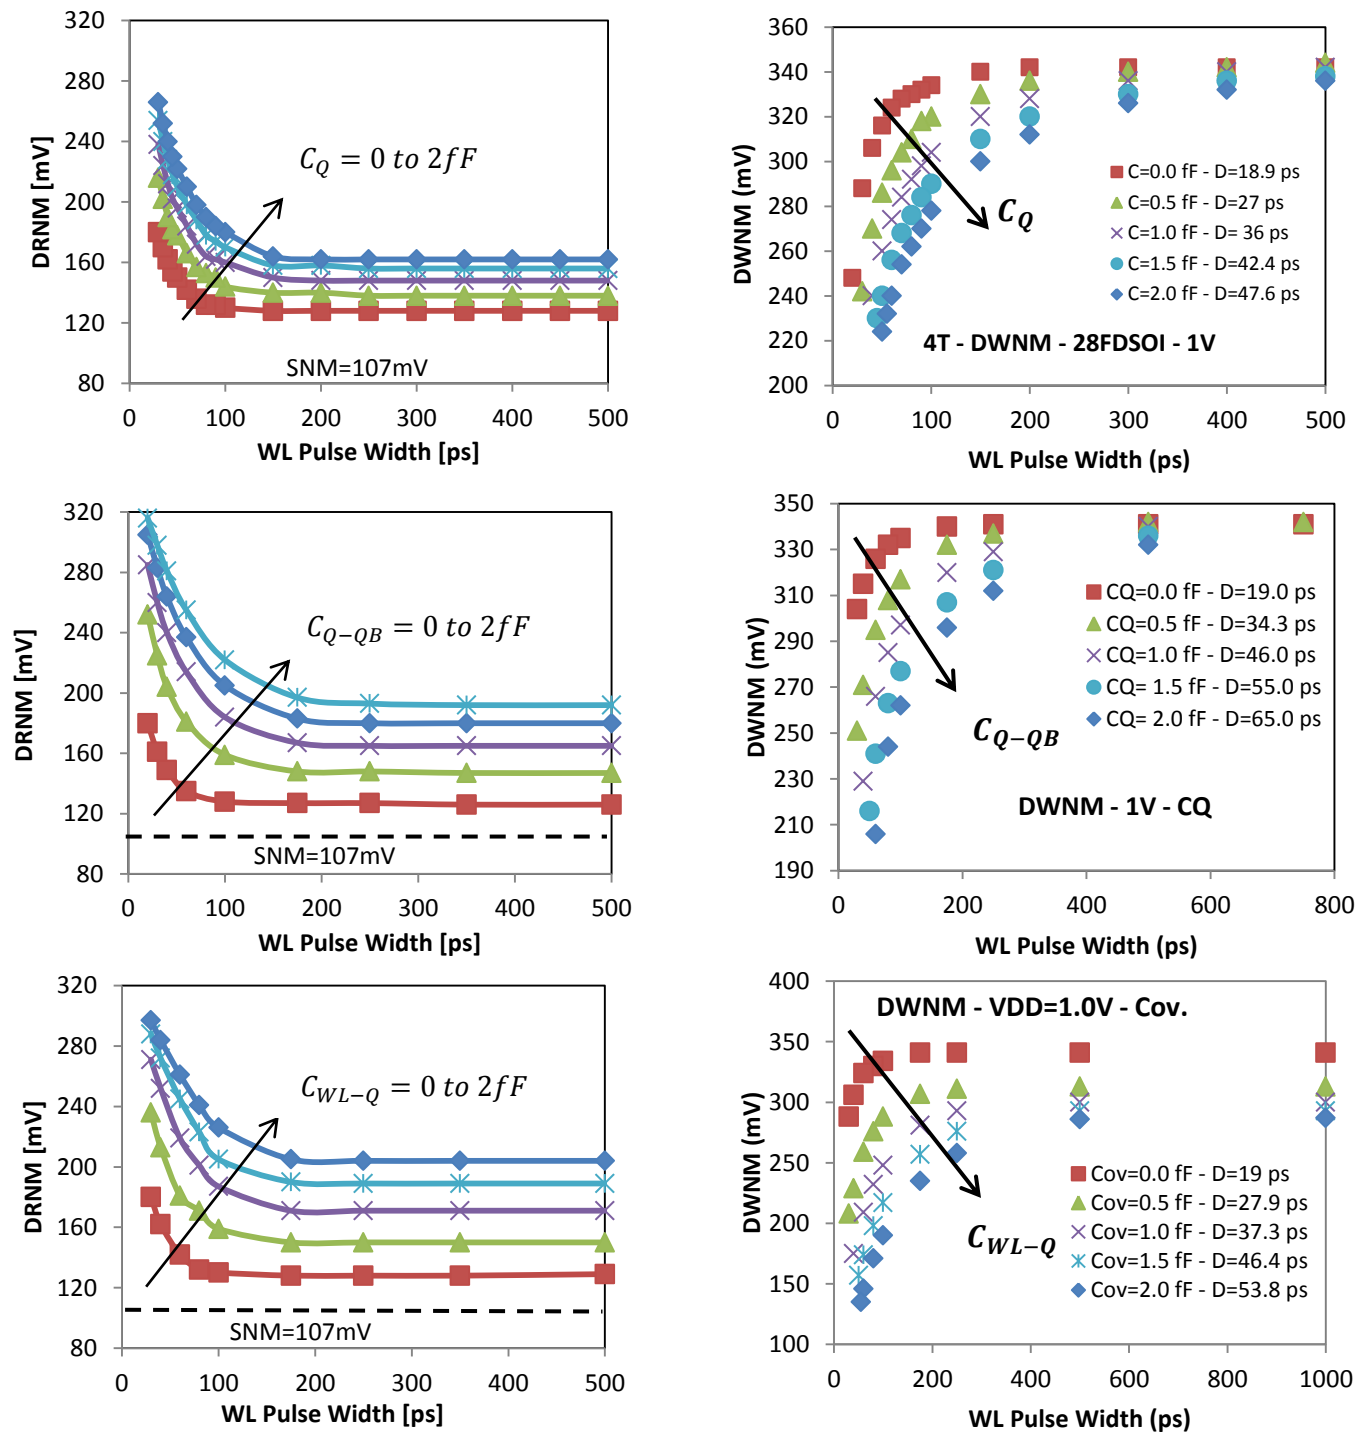 320
280
240
200
160
120
80
DRNM [mV]
C_Q = 0 to 2fF
SNM=107mV
0 100 200 300 400 500
WL Pulse Width [ps]
360
340
320
300
280
260
240
220
200
DWNM (mV)
C_Q
C=0.0 fF - D=18.9 ps
C=0.5 fF - D=27 ps
C=1.0 fF - D= 36 ps
C=1.5 fF - D=42.4 ps
C=2.0 fF - D=47.6 ps
4T - DWNM - 28FDSOI - 1V
0 100 200 300 400 500
WL Pulse Width (ps)
320
280
240
200
160
120
80
DRNM [mV]
C_{Q-QB} = 0 to 2fF
SNM=107mV
0 100 200 300 400 500
WL Pulse Width [ps]
350
330
310
290
270
250
230
210
190
DWNM (mV)
C_{Q-QB}
CQ=0.0 fF - D=19.0 ps
CQ=0.5 fF - D=34.3 ps
CQ=1.0 fF - D=46.0 ps
CQ= 1.5 fF - D=55.0 ps
CQ= 2.0 fF - D=65.0 ps
DWNM - 1V - CQ
0 200 400 600 800
WL Pulse Width (ps)
320
280
240
200
160
120
80
DRNM [mV]
C_{WL-Q} = 0 to 2fF
SNM=107mV
0 100 200 300 400 500
WL Pulse Width [ps]
400
350
300
250
200
150
100
DWNM (mV)
DWNM - VDD=1.0V - Cov.
C_{WL-Q}
Cov=0.0 fF - D=19 ps
Cov=0.5 fF - D=27.9 ps
Cov=1.0 fF - D=37.3 ps
Cov=1.5 fF - D=46.4 ps
Cov=2.0 fF - D=53.8 ps
0 200 400 600 800 1000
WL Pulse Width (ps)